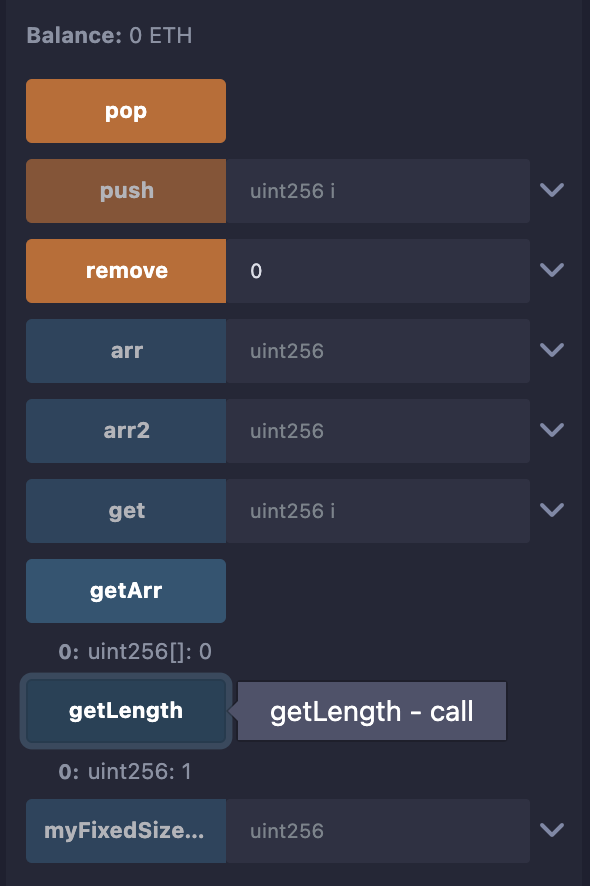 Balance: 0 ETH
pop
push uint256 i
remove 0
arr uint256
arr2 uint256
get uint256 i
getArr
0: uint256[]: 0
getLength getLength - call
0: uint256: 1
myFixedSize... uint256